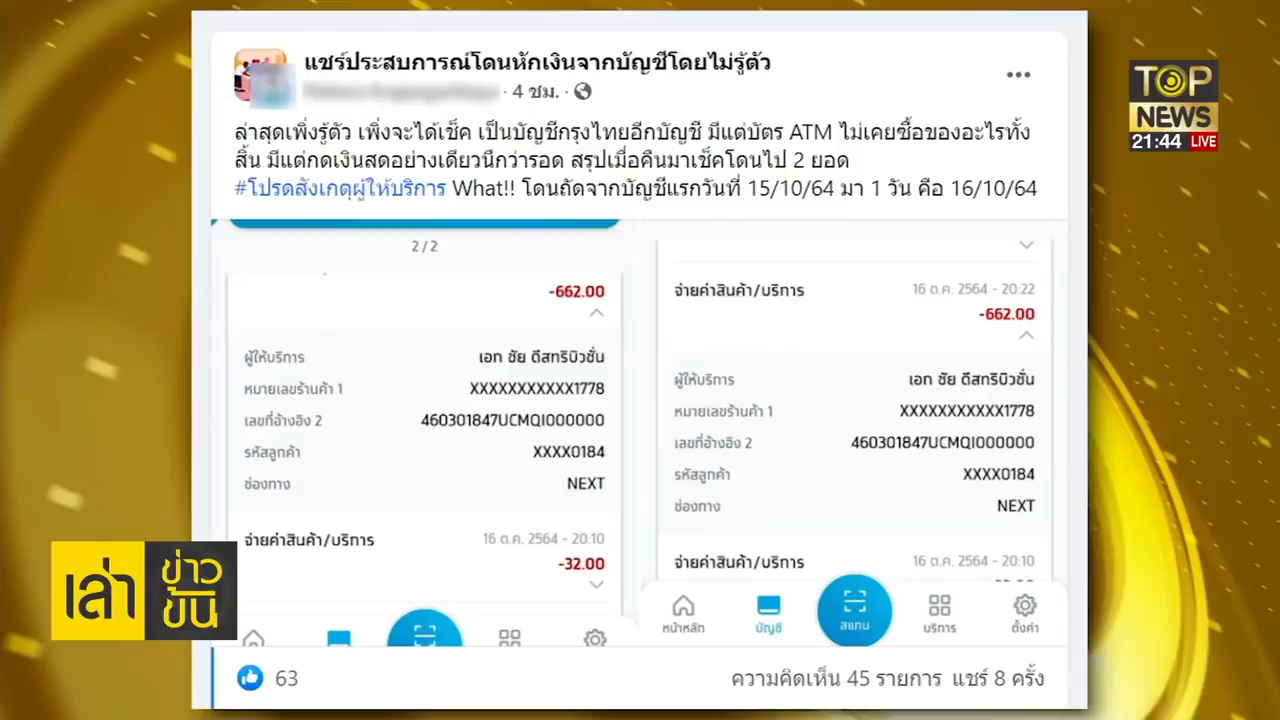 แชร์ประสบการณ์โดนหักเงินจากบัญชีโดยไม่รู้ตัว
· 4 ชม. ·
ล่าสุดเพิ่งรู้ตัว เพิ่งจะได้เช็ค เป็นบัญชีกรุงไทยอีกบัญชี มีแต่บัตร ATM ไม่เคยซื้อของอะไรทั้ง
สิ้น มีแต่กดเงินสดอย่างเดียวนึกว่ารอด สรุปเมื่อคืนมาเช็คโดนไป 2 ยอด
#โปรดสังเกตุผู้ให้บริการ What!! โดนถัดจากบัญชีแรกวันที่ 15/10/64 มา 1 วัน คือ 16/10/64
2/2
-662.00
ผู้ให้บริการ เอก ชัย ดีสทริบิวชั่น
หมายเลขร้านค้า 1 XXXXXXXXXXX1778
เลขที่อ้างอิง 2 460301847UCMQI000000
รหัสลูกค้า XXXX0184
ช่องทาง NEXT
จ่ายค่าสินค้า/บริการ 16 ต.ค. 2564 - 20:10
-32.00
จ่ายค่าสินค้า/บริการ 16 ต.ค. 2564 - 20:22
-662.00
ผู้ให้บริการ เอก ชัย ดีสทริบิวชั่น
หมายเลขร้านค้า 1 XXXXXXXXXXX1778
เลขที่อ้างอิง 2 460301847UCMQI000000
รหัสลูกค้า XXXX0184
ช่องทาง NEXT
จ่ายค่าสินค้า/บริการ 16 ต.ค. 2564 - 20:10
หน้าหลัก บัญชี สแกน บริการ ตั้งค่า
63 ความคิดเห็น 45 รายการ แชร์ 8 ครั้ง
TOP
NEWS
21:44 LIVE
เล่า
ข่าว
ข้น